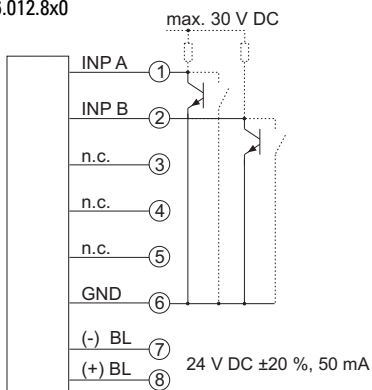 6.012.8x0
max. 30 V DC
INP A
1
INP B
2
n.c.
3
n.c.
4
n.c.
5
GND
6
(-) BL
7
(+) BL
8
24 V DC ±20 %, 50 mA